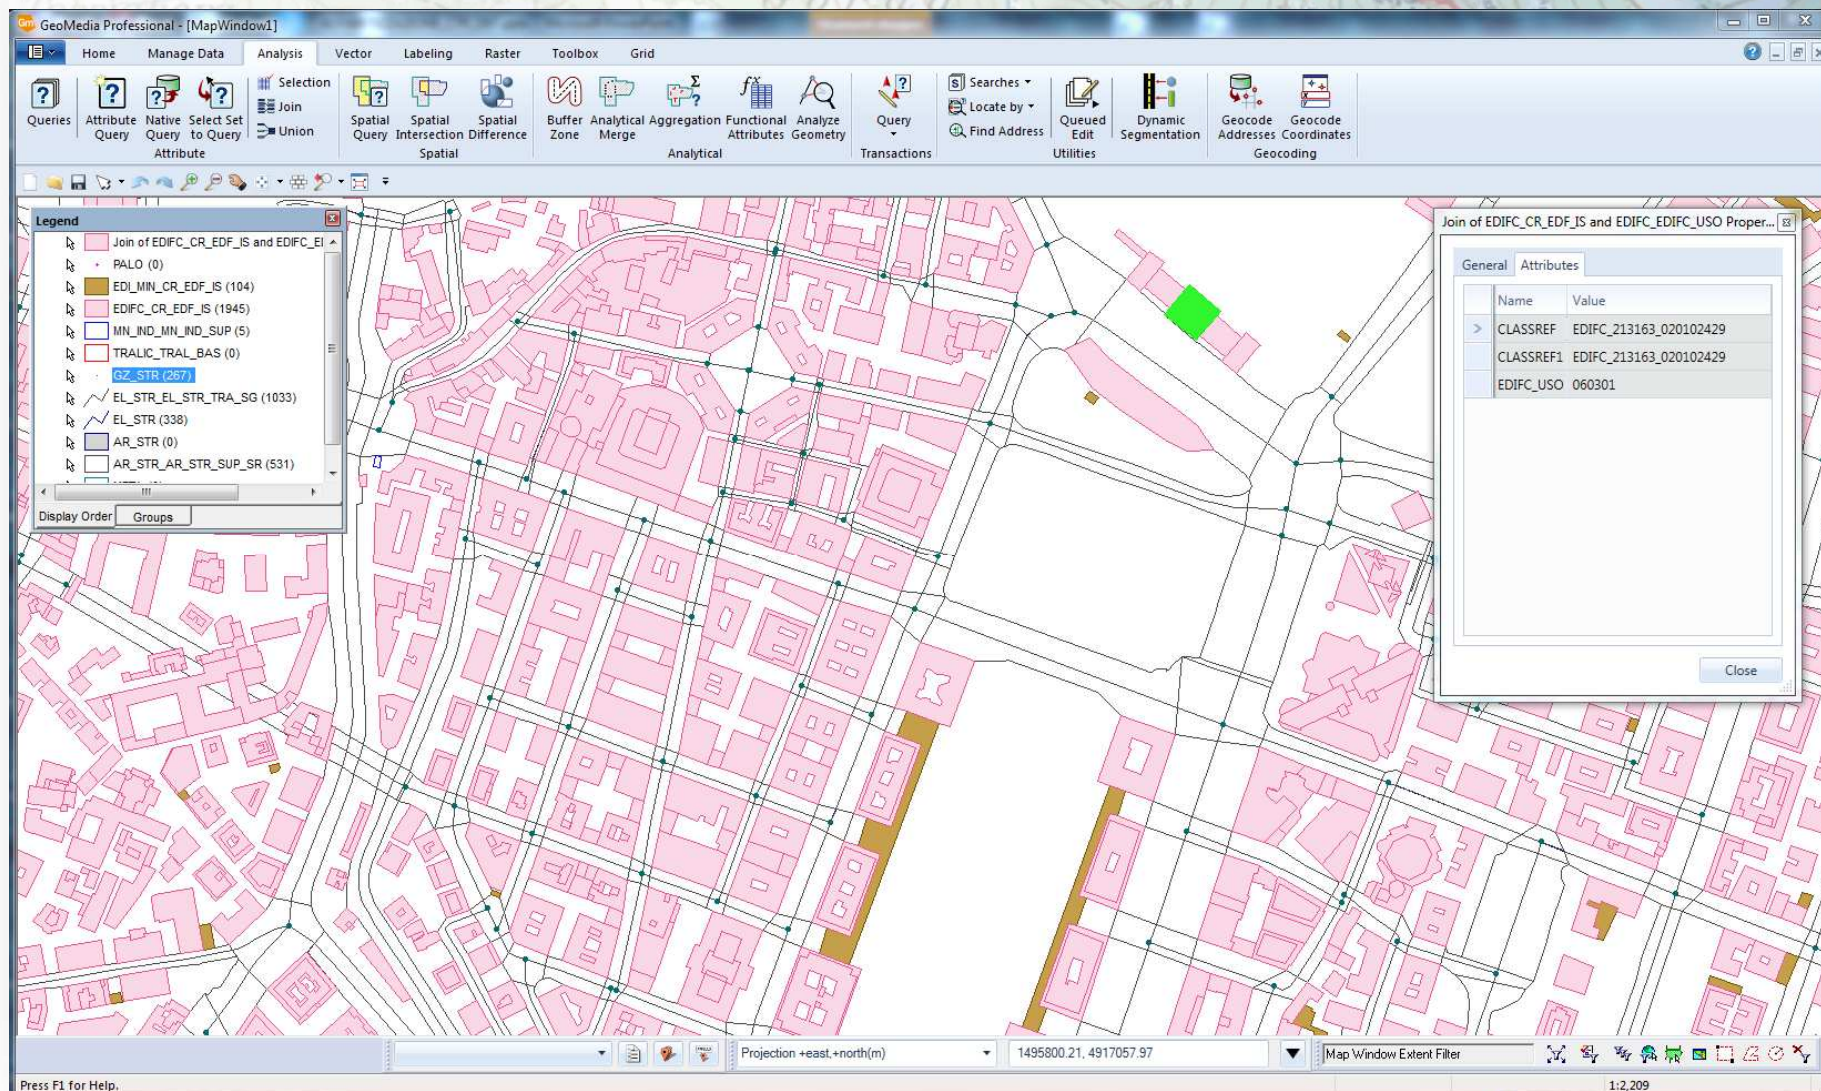 GeoMedia Professional - [MapWindow1]
Home Manage Data Analysis Vector Labeling Raster Toolbox Grid
Queries
Attribute Query
Native Query
Select Set to Query
Selection
Join
Union
Attribute
Spatial Query
Spatial Intersection
Spatial Difference
Spatial
Buffer Zone
Analytical Merge
Aggregation
Functional Attributes
Analyze Geometry
Analytical
Query
Transactions
Searches
Locate by
Find Address
Queued Edit
Dynamic Segmentation
Utilities
Geocode Addresses
Geocode Coordinates
Geocoding
Legend
Join of EDIFC_CR_EDF_IS and EDIFC_EI
PALO (0)
EDI_MIN_CR_EDF_IS (104)
EDIFC_CR_EDF_IS (1945)
MN_IND_MN_IND_SUP (5)
TRALIC_TRAL_BAS (0)
GZ_STR (267)
EL_STR_EL_STR_TRA_SG (1033)
EL_STR (338)
AR_STR (0)
AR_STR_AR_STR_SUP_SR (531)
Display Order Groups
Join of EDIFC_CR_EDF_IS and EDIFC_EDIFC_USO Proper...
General Attributes
Name Value
CLASSREF EDIFC_213163_020102429
CLASSREF1 EDIFC_213163_020102429
EDIFC_USO 060301
Close
Projection +east,+north(m)
1495800.21, 4917057.97
Map Window Extent Filter
Press F1 for Help.
1:2,209